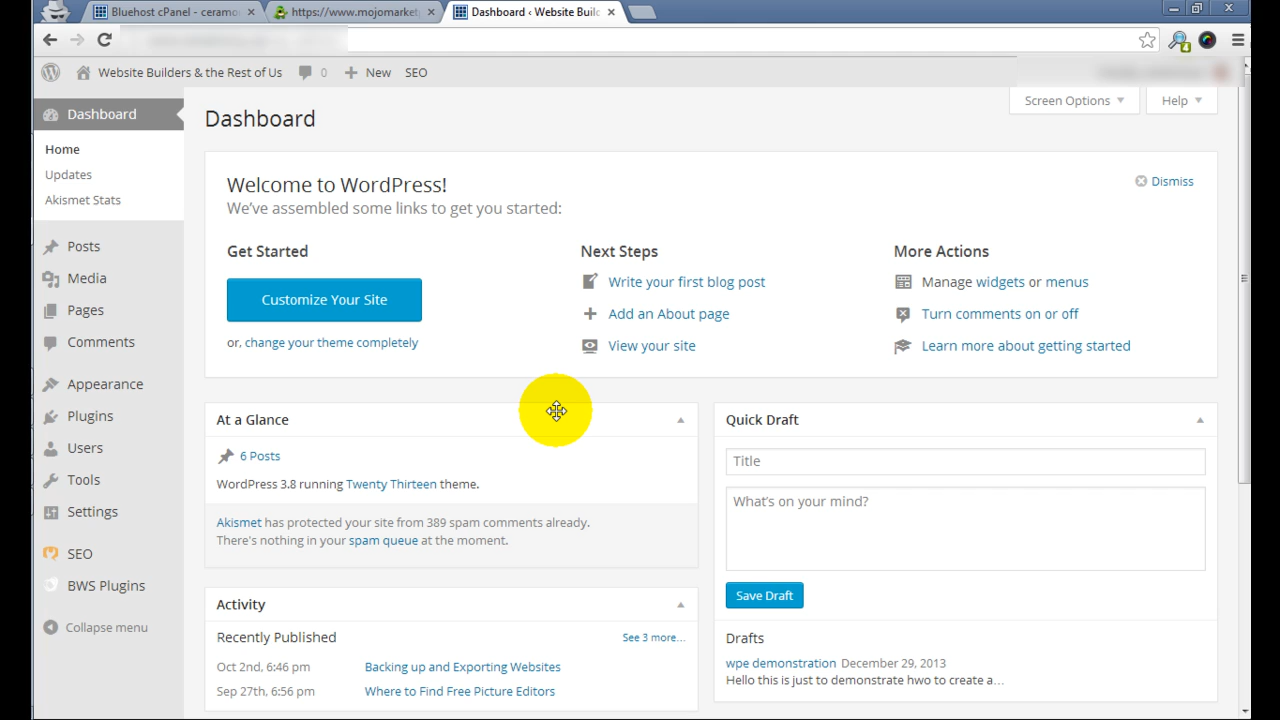 Bluehost cPanel - ceramo
https://www.mojomarket
Dashboard ‹ Website Builc
Website Builders & the Rest of Us
0
New
SEO
Dashboard
Home
Updates
Akismet Stats
Posts
Media
Pages
Comments
Appearance
Plugins
Users
Tools
Settings
SEO
BWS Plugins
Collapse menu
Screen Options
Help
Dashboard
Welcome to WordPress!
We've assembled some links to get you started:
Dismiss
Get Started
Customize Your Site
or, change your theme completely
Next Steps
Write your first blog post
Add an About page
View your site
More Actions
Manage widgets or menus
Turn comments on or off
Learn more about getting started
At a Glance
6 Posts
WordPress 3.8 running Twenty Thirteen theme.
Akismet has protected your site from 389 spam comments already.
There's nothing in your spam queue at the moment.
Activity
Recently Published
See 3 more...
Oct 2nd, 6:46 pm Backing up and Exporting Websites
Sep 27th, 6:56 pm Where to Find Free Picture Editors
Quick Draft
Title
What's on your mind?
Save Draft
Drafts
wpe demonstration December 29, 2013
Hello this is just to demonstrate hwo to create a...